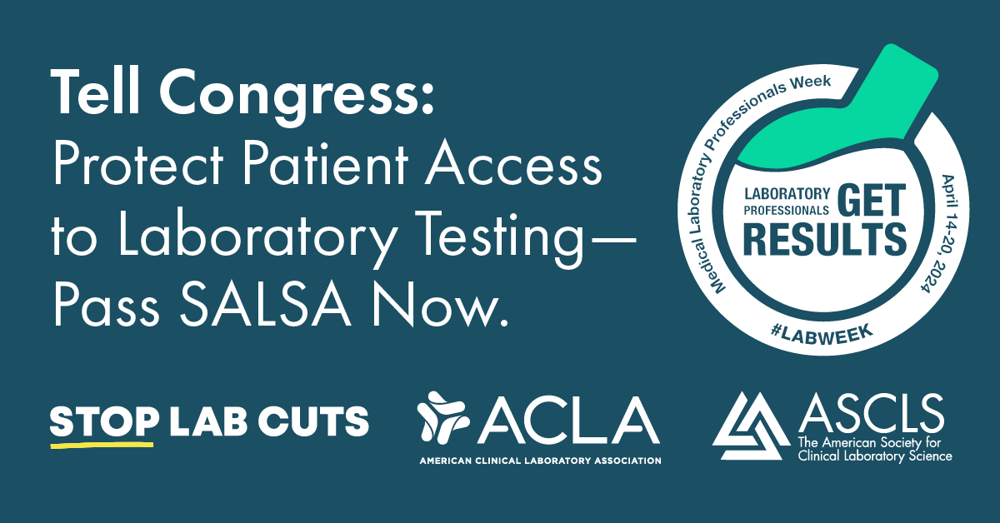 Tell Congress:
Protect Patient Access
to Laboratory Testing—
Pass SALSA Now.
Medical Laboratory Professionals Week
April 14-20, 2024
LABORATORY
PROFESSIONALS
GET
RESULTS
#LABWEEK
STOP LAB CUTS
ACLA
AMERICAN CLINICAL LABORATORY ASSOCIATION
ASCLS
The American Society for
Clinical Laboratory Science